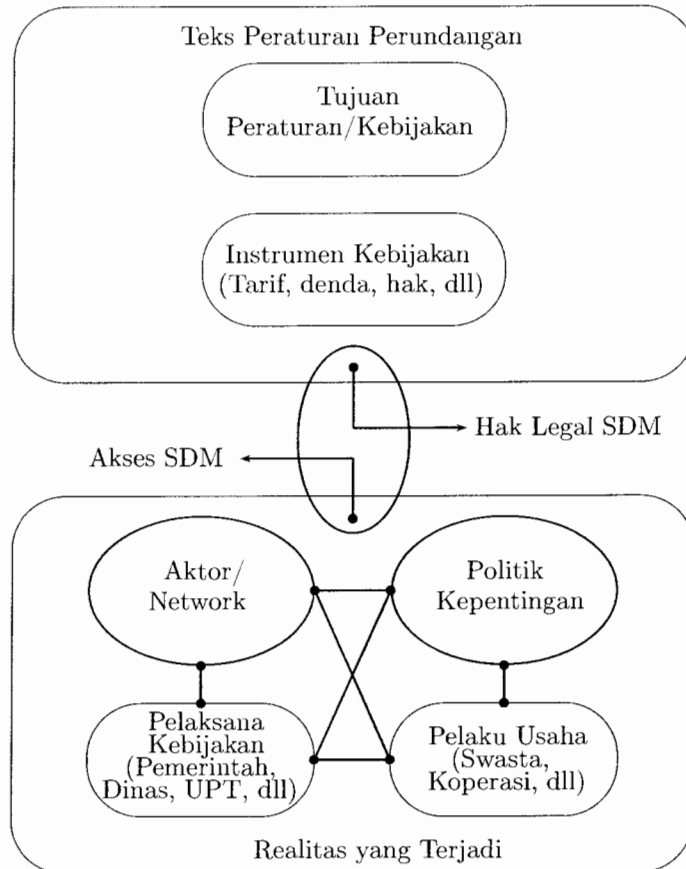 Teks Peraturan Perundangan
Tujuan
Peraturan/Kebijakan
Instrumen Kebijakan
(Tarif, denda, hak, dll)
Hak Legal SDM
Akses SDM
Aktor/
Network
Politik
Kepentingan
Pelaksana
Kebijakan
(Pemerintah,
Dinas, UPT, dll)
Pelaku Usaha
(Swasta,
Koperasi, dll)
Realitas yang Terjadi